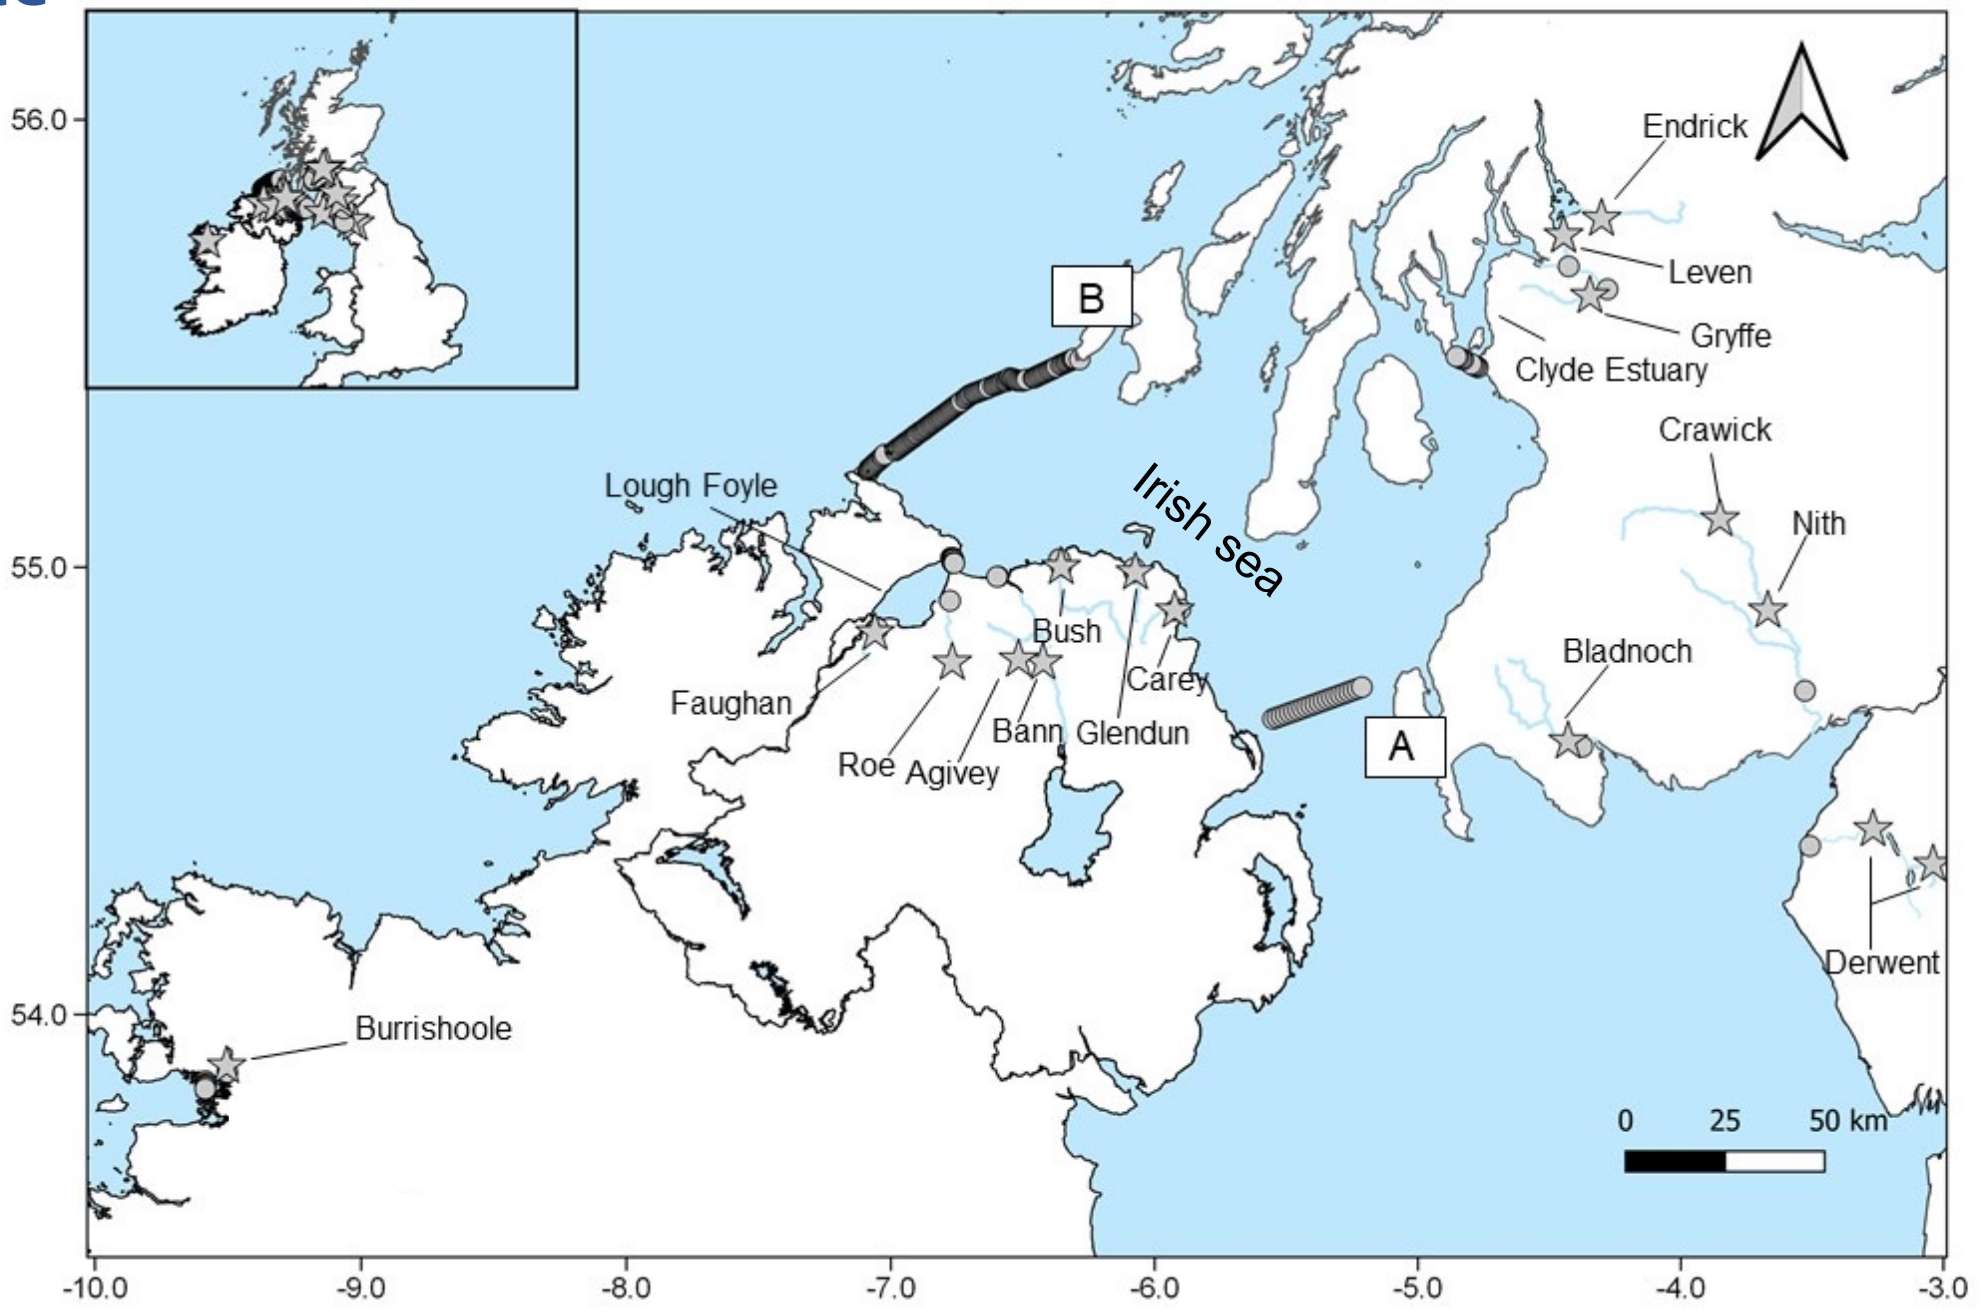 56.0
Endrick
Leven
B
Gryffe
Clyde Estuary
Crawick
Lough Foyle
Irish sea
Nith
55.0
Bush
Bladnoch
Carey
Faughan
Bann
Glendun
A
Roe
Agivey
Derwent
54.0
Burrishoole
0 25 50 km
-10.0 -9.0 -8.0 -7.0 -6.0 -5.0 -4.0 -3.0